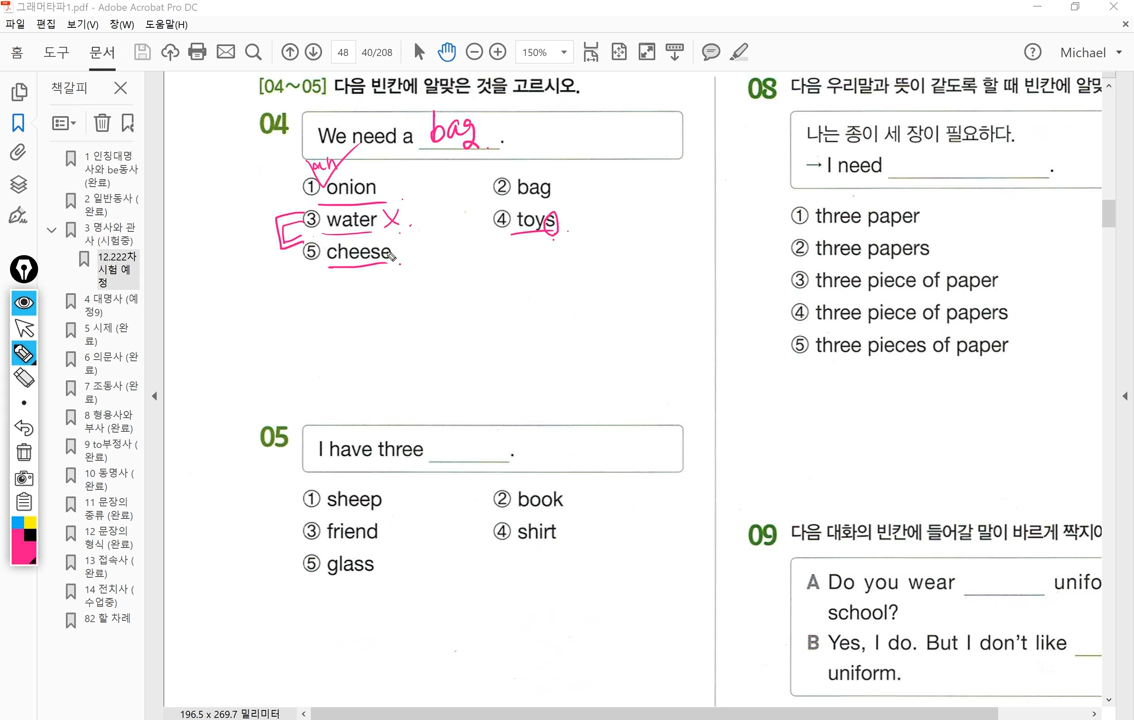 그래머타파1.pdf - Adobe Acrobat Pro DC
파일 편집 보기(V) 창(W) 도움말(H)
홈 도구 문서 48 40/208 150% Michael
책갈피
1 인칭대명
사와 be동사
(완료)
2 일반동사 (
완료)
3 명사와 관
사 (시험중)
12.222차
시험 예
정
4 대명사 (예
정9)
5 시제 (완
료)
6 의문사 (완
료)
7 조동사 (완
료)
8 형용사와
부사 (완료)
9 to부정사 (
완료)
10 동명사 (
완료)
11 문장의
종류 (완료)
12 문장의
형식 (완료)
13 접속사 (
완료)
14 전치사 (
수업중)
82 할 차례
[04~05] 다음 빈칸에 알맞은 것을 고르시오.
04
We need a bag.
an
① onion ② bag
③ water X ④ toys
⑤ cheese
05
I have three ________.
① sheep ② book
③ friend ④ shirt
⑤ glass
08 다음 우리말과 뜻이 같도록 할 때 빈칸에 알맞
나는 종이 세 장이 필요하다.
→ I need ________.
① three paper
② three papers
③ three piece of paper
④ three piece of papers
⑤ three pieces of paper
09 다음 대화의 빈칸에 들어갈 말이 바르게 짝지어
A Do you wear ________ unifo
school?
B Yes, I do. But I don't like
uniform.
196.5 x 269.7 밀리미터